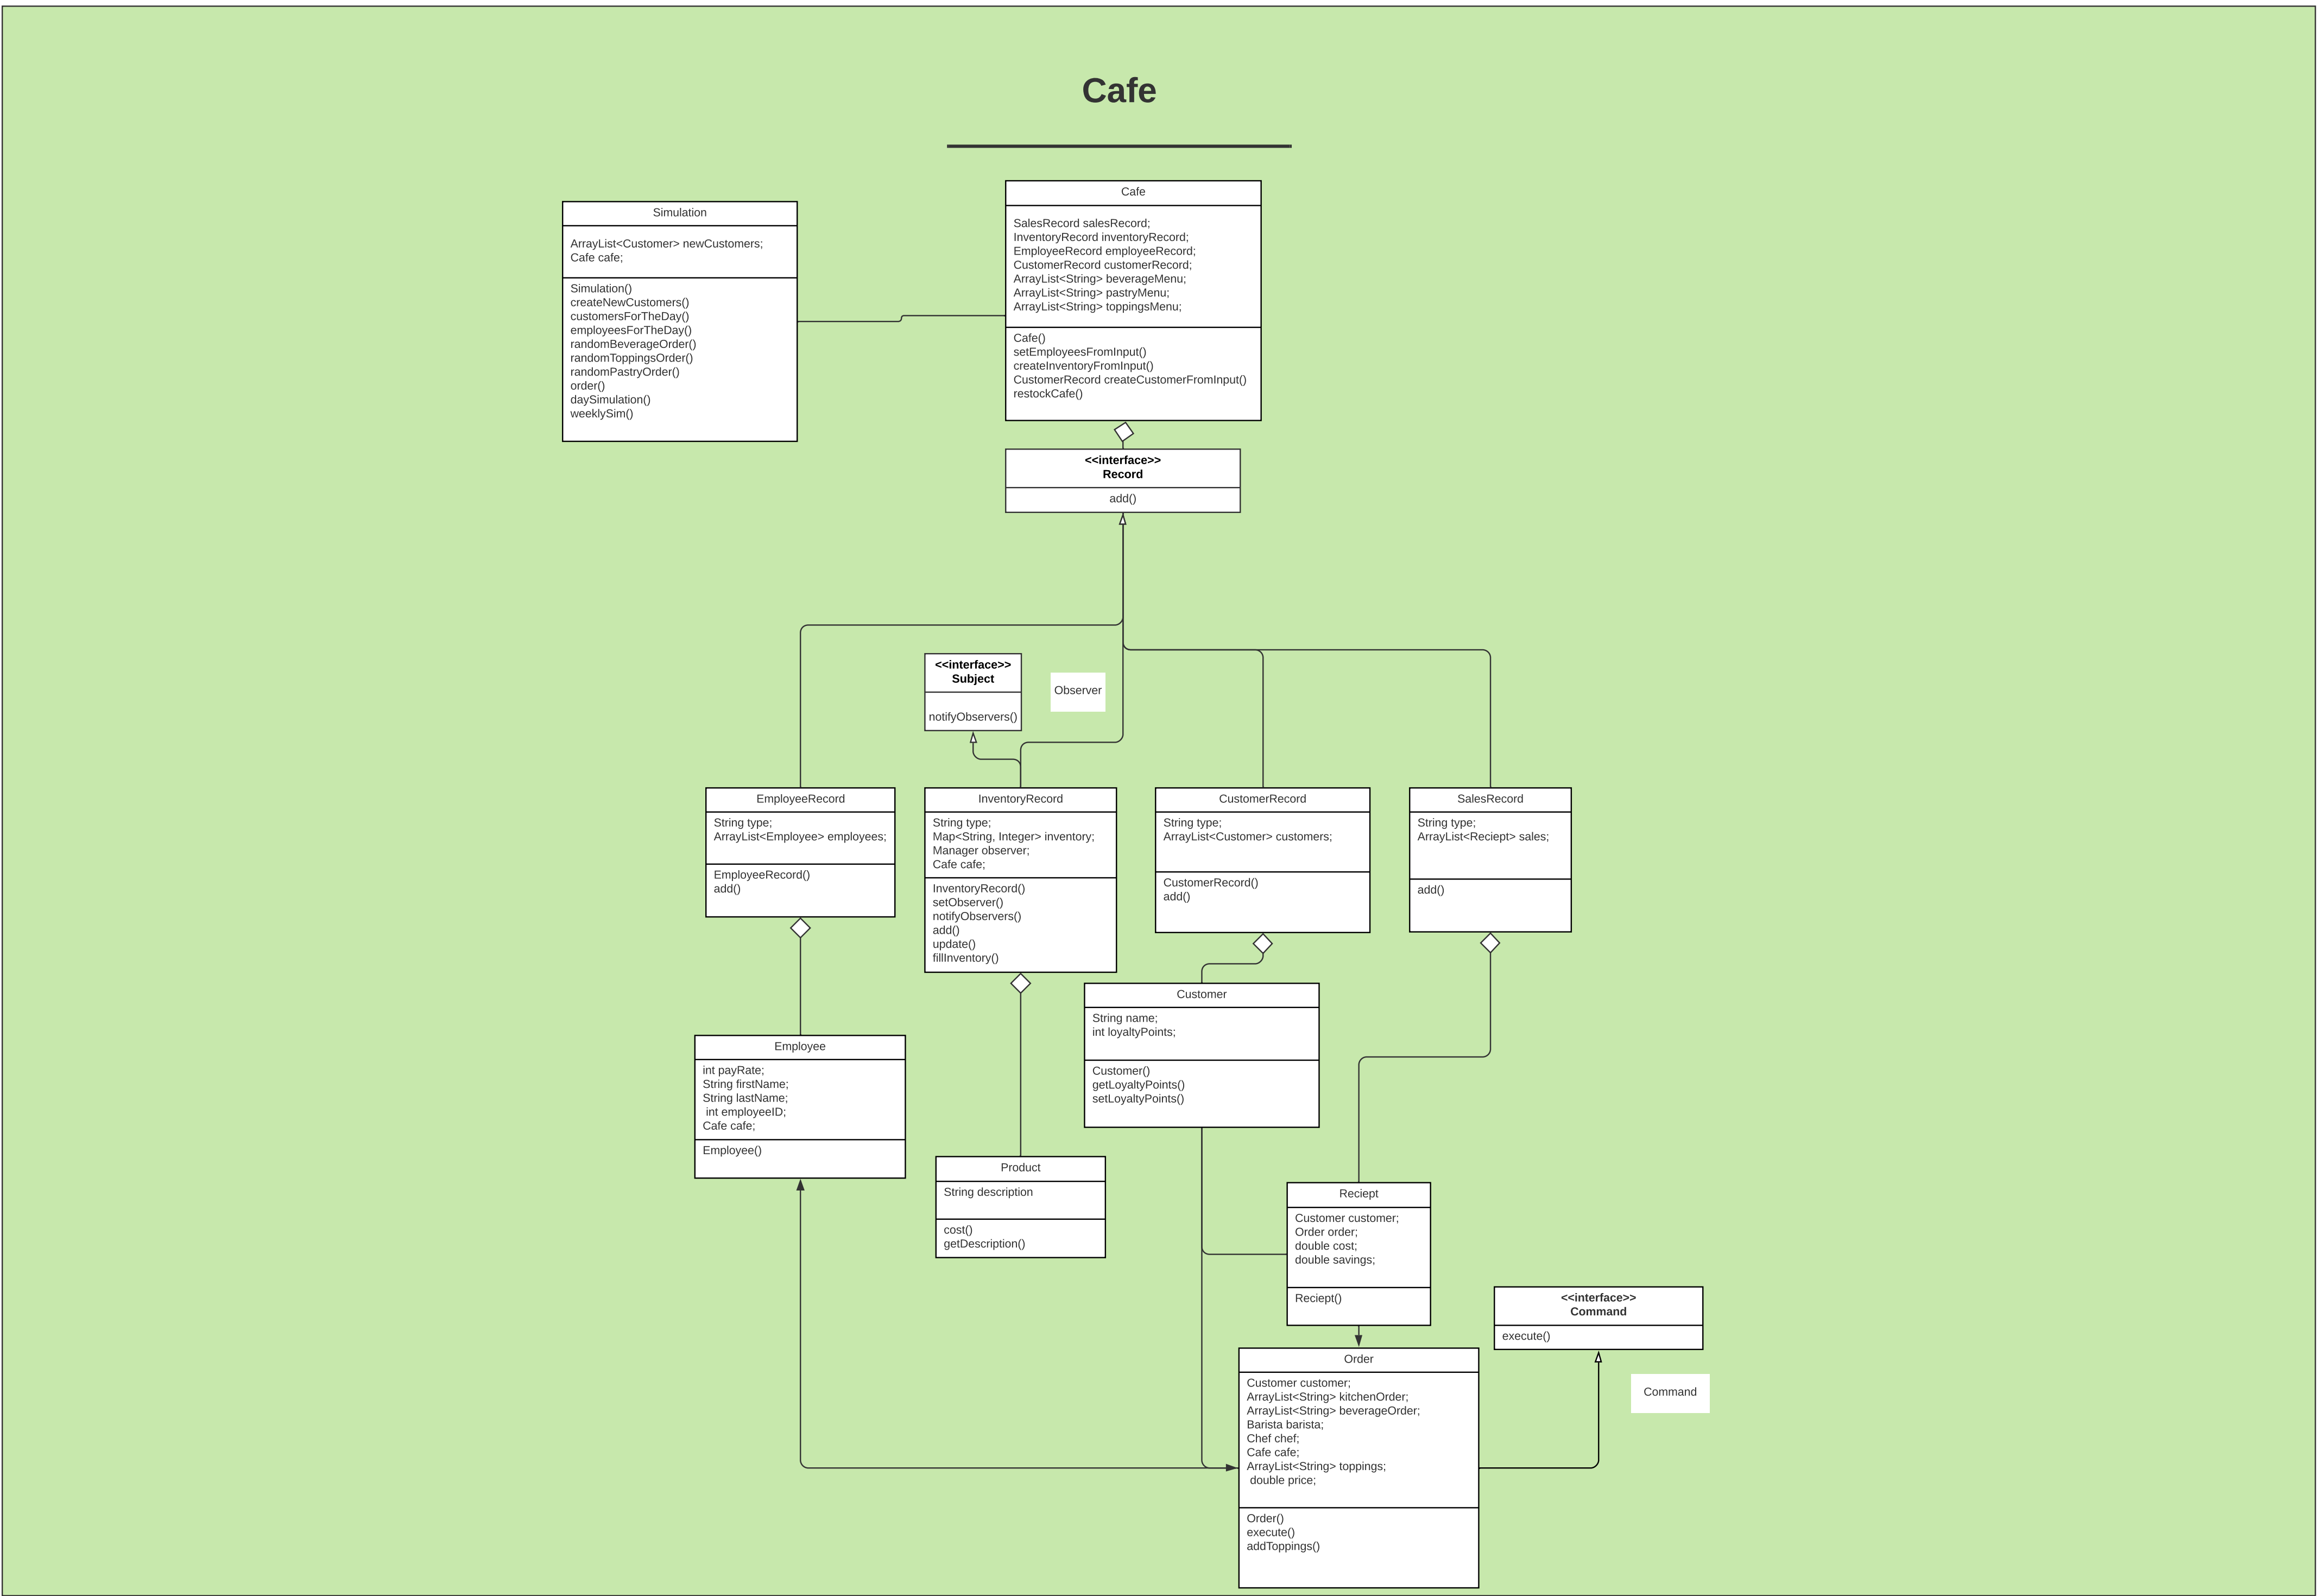 Cafe
Simulation
ArrayList<Customer> newCustomers;
Cafe cafe;
Simulation()
createNewCustomers()
customersForTheDay()
employeesForTheDay()
randomBeverageOrder()
randomToppingsOrder()
randomPastryOrder()
order()
daySimulation()
weeklySim()
Cafe
SalesRecord salesRecord;
InventoryRecord inventoryRecord;
EmployeeRecord employeeRecord;
CustomerRecord customerRecord;
ArrayList<String> beverageMenu;
ArrayList<String> pastryMenu;
ArrayList<String> toppingsMenu;
Cafe()
setEmployeesFromInput()
createInventoryFromInput()
CustomerRecord createCustomerFromInput()
restockCafe()
<<interface>>
Record
add()
<<interface>>
Subject
notifyObservers()
Observer
EmployeeRecord
String type;
ArrayList<Employee> employees;
EmployeeRecord()
add()
InventoryRecord
String type;
Map<String, Integer> inventory;
Manager observer;
Cafe cafe;
InventoryRecord()
setObserver()
notifyObservers()
add()
update()
fillInventory()
CustomerRecord
String type;
ArrayList<Customer> customers;
CustomerRecord()
add()
SalesRecord
String type;
ArrayList<Reciept> sales;
add()
Employee
int payRate;
String firstName;
String lastName;
int employeeID;
Cafe cafe;
Employee()
Customer
String name;
int loyaltyPoints;
Customer()
getLoyaltyPoints()
setLoyaltyPoints()
Product
String description
cost()
getDescription()
Reciept
Customer customer;
Order order;
double cost;
double savings;
Reciept()
<<interface>>
Command
execute()
Command
Order
Customer customer;
ArrayList<String> kitchenOrder;
ArrayList<String> beverageOrder;
Barista barista;
Chef chef;
Cafe cafe;
ArrayList<String> toppings;
double price;
Order()
execute()
addToppings()